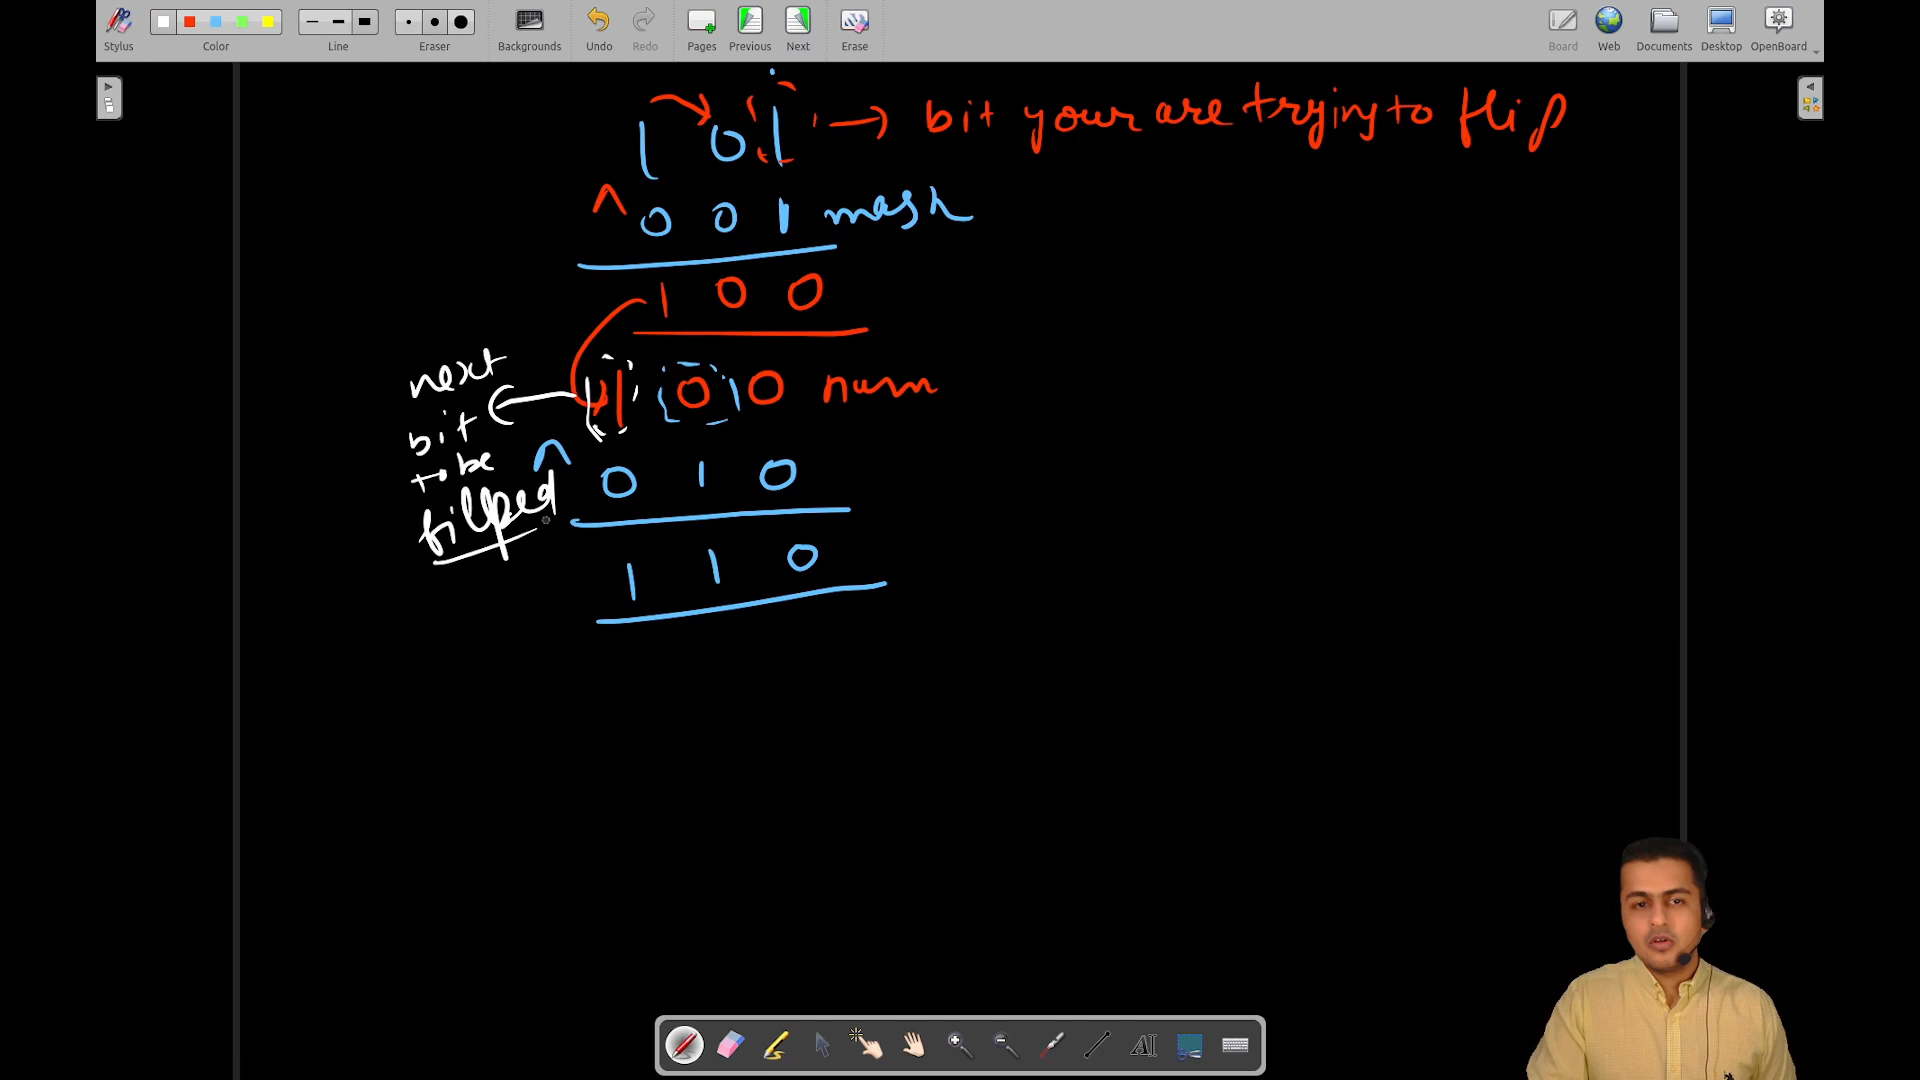 Stylus Color Line Eraser Backgrounds Undo Redo Pages Previous Next Erase Board Web Documents Desktop OpenBoard
1 0 1 → bit your are trying to flip
^ 0 0 1 mask
1 0 0
1 0 0 num
next
bit
to be
filped
^ 0 1 0
1 1 0